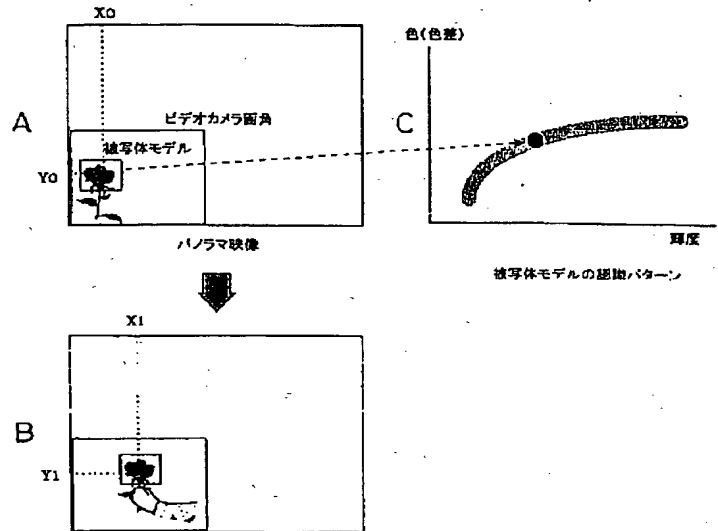 X0
色(色差)
A
ビデオカメラ画角
C
被写体モデル
Y0
パノラマ映像
輝度
被写体モデルの認識パターン
X1
B
Y1